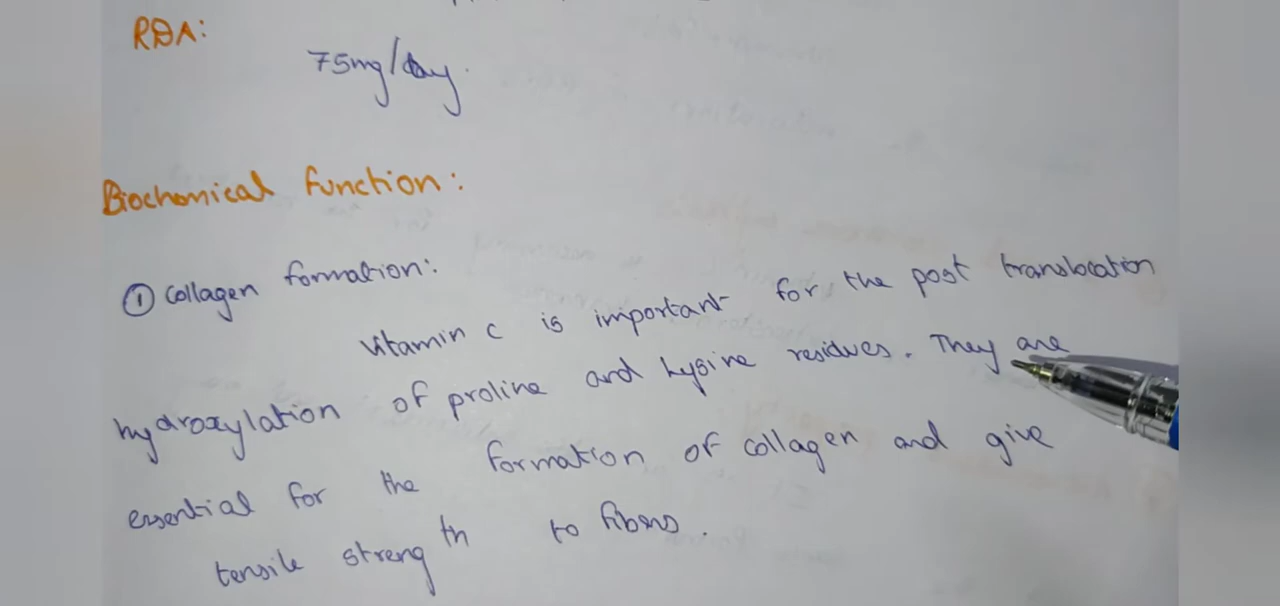 RDA:
75mg/day.
Biochemical function:
① Collagen formation:
Vitamin C is important for the post translocation
hydroxylation of proline and lysine residues. They are
essential for the formation of collagen and give
tensile strength to fibers.